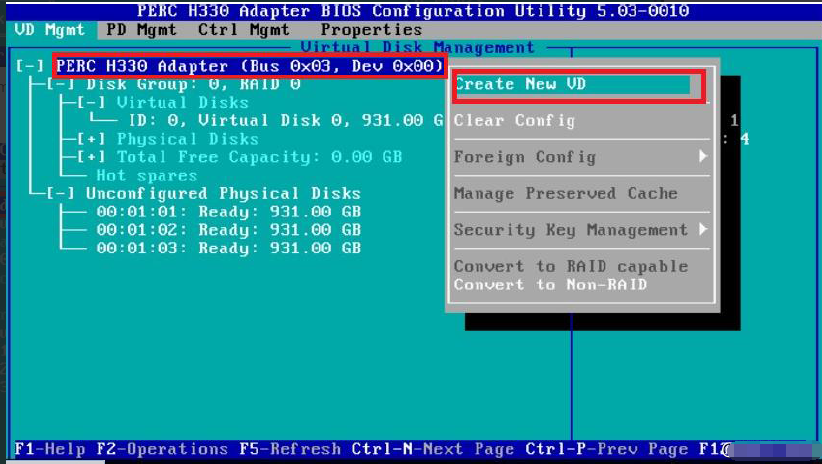 PERC H330 Adapter BIOS Configuration Utility 5.03-0010
VD Mgmt PD Mgmt Ctrl Mgmt Properties
Virtual Disk Management
[-] PERC H330 Adapter (Bus 0x03, Dev 0x00)
[-] Disk Group: 0, RAID 0
[-] Virtual Disks
ID: 0, Virtual Disk 0, 931.00 G
[+] Physical Disks
[+] Total Free Capacity: 0.00 GB
Hot spares
[-] Unconfigured Physical Disks
00:01:01: Ready: 931.00 GB
00:01:02: Ready: 931.00 GB
00:01:03: Ready: 931.00 GB
Create New VD
Clear Config
Foreign Config
Manage Preserved Cache
Security Key Management
Convert to RAID capable
Convert to Non-RAID
1
: 4
F1-Help F2-Operations F5-Refresh Ctrl-N-Next Page Ctrl-P-Prev Page F1